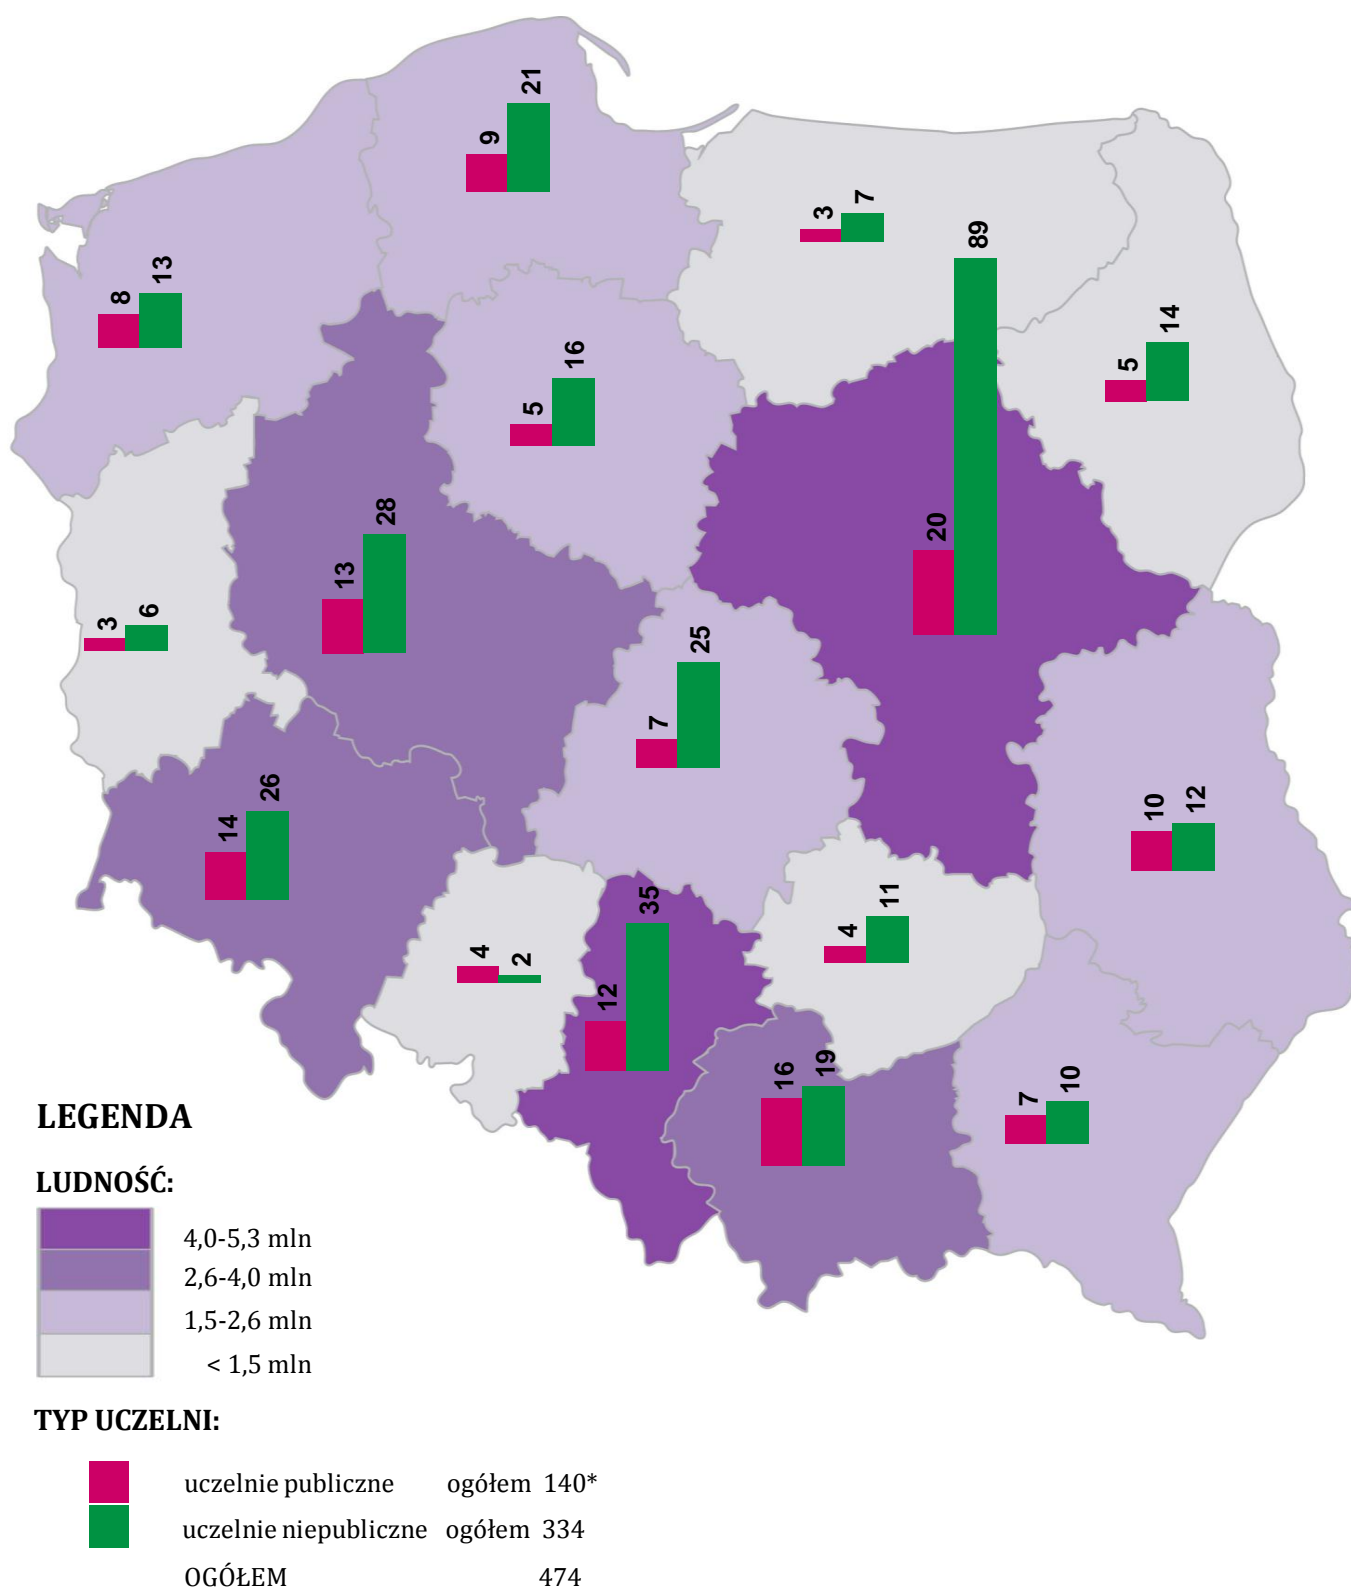 9 21
3 7
8 13
20 89
5 14
5 16
13 28
3 6
7 25
14 26
10 12
4 2
12 35
4 11
16 19
7 10
LEGENDA
LUDNOŚĆ:
4,0-5,3 mln
2,6-4,0 mln
1,5-2,6 mln
< 1,5 mln
TYP UCZELNI:
uczelnie publiczne ogółem 140*
uczelnie niepubliczne ogółem 334
OGÓŁEM 474